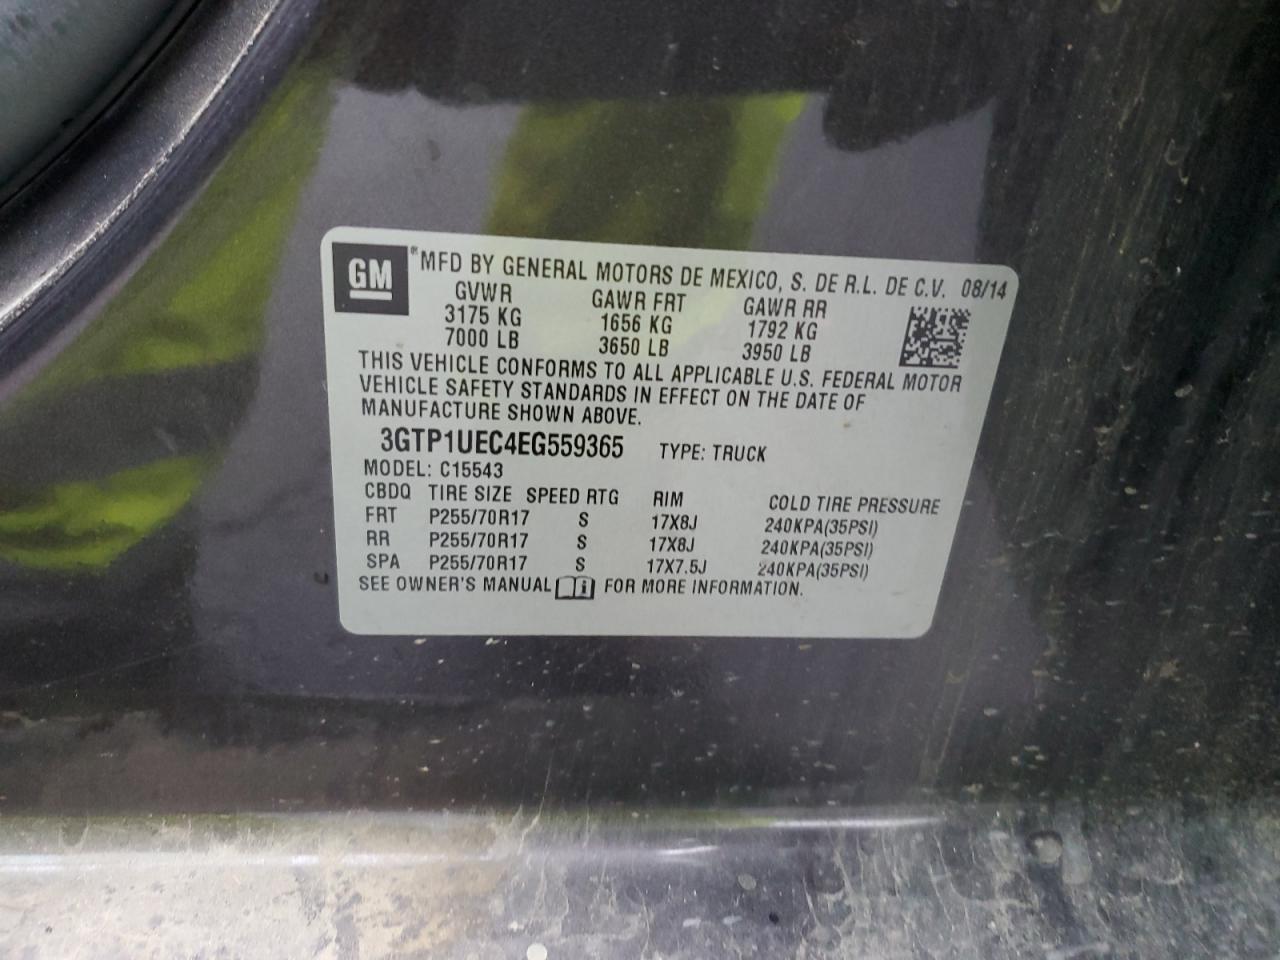 GM ® MFD BY GENERAL MOTORS DE MEXICO, S. DE R.L. DE C.V. 08/14
GVWR GAWR FRT GAWR RR
3175 KG 1656 KG 1792 KG
7000 LB 3650 LB 3950 LB
THIS VEHICLE CONFORMS TO ALL APPLICABLE U.S. FEDERAL MOTOR
VEHICLE SAFETY STANDARDS IN EFFECT ON THE DATE OF
MANUFACTURE SHOWN ABOVE.
3GTP1UEC4EG559365 TYPE: TRUCK
MODEL: C15543
CBDQ TIRE SIZE SPEED RTG RIM COLD TIRE PRESSURE
FRT P255/70R17 S 17X8J 240KPA(35PSI)
RR P255/70R17 S 17X8J 240KPA(35PSI)
SPA P255/70R17 S 17X7.5J 240KPA(35PSI)
SEE OWNER'S MANUAL i FOR MORE INFORMATION.